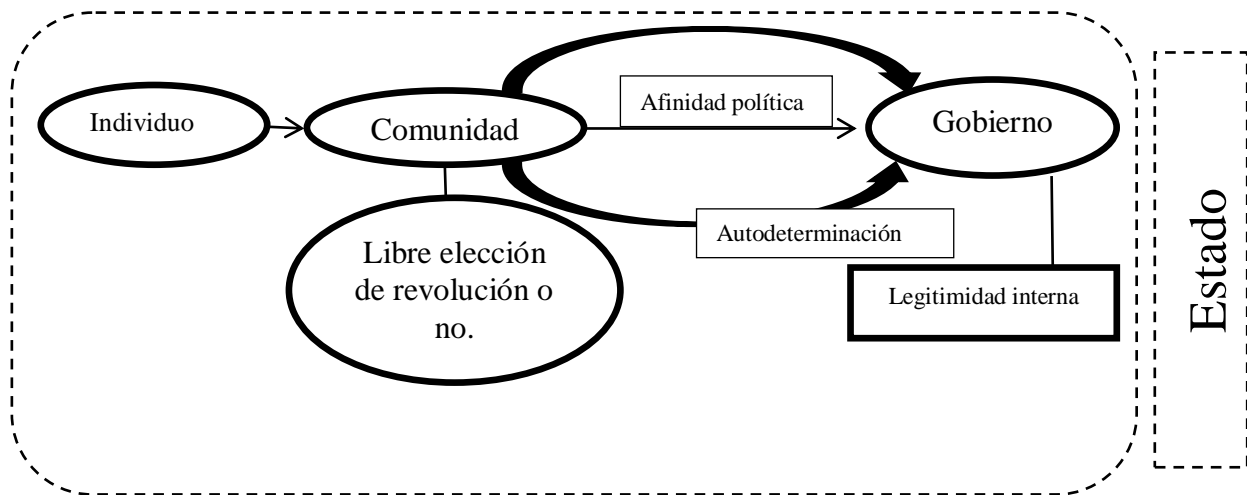 Individuo
Comunidad
Afinidad política
Gobierno
Autodeterminación
Libre elección
de revolución o
no.
Legitimidad interna
Estado